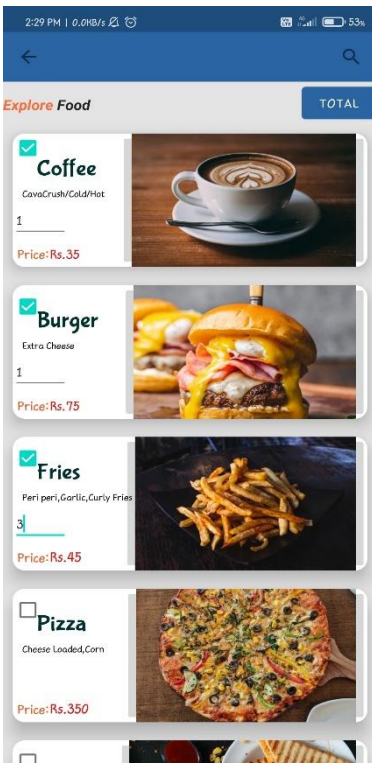 2:29 PM | 0.0KB/s 53%
Explore Food
TOTAL
Coffee
CavaCrush/Cold/Hot
1
Price:Rs.35
Burger
Extra Cheese
1
Price:Rs.75
Fries
Peri peri,Garlic,Curly Fries
3
Price:Rs.45
Pizza
Cheese Loaded,Corn
Price:Rs.350